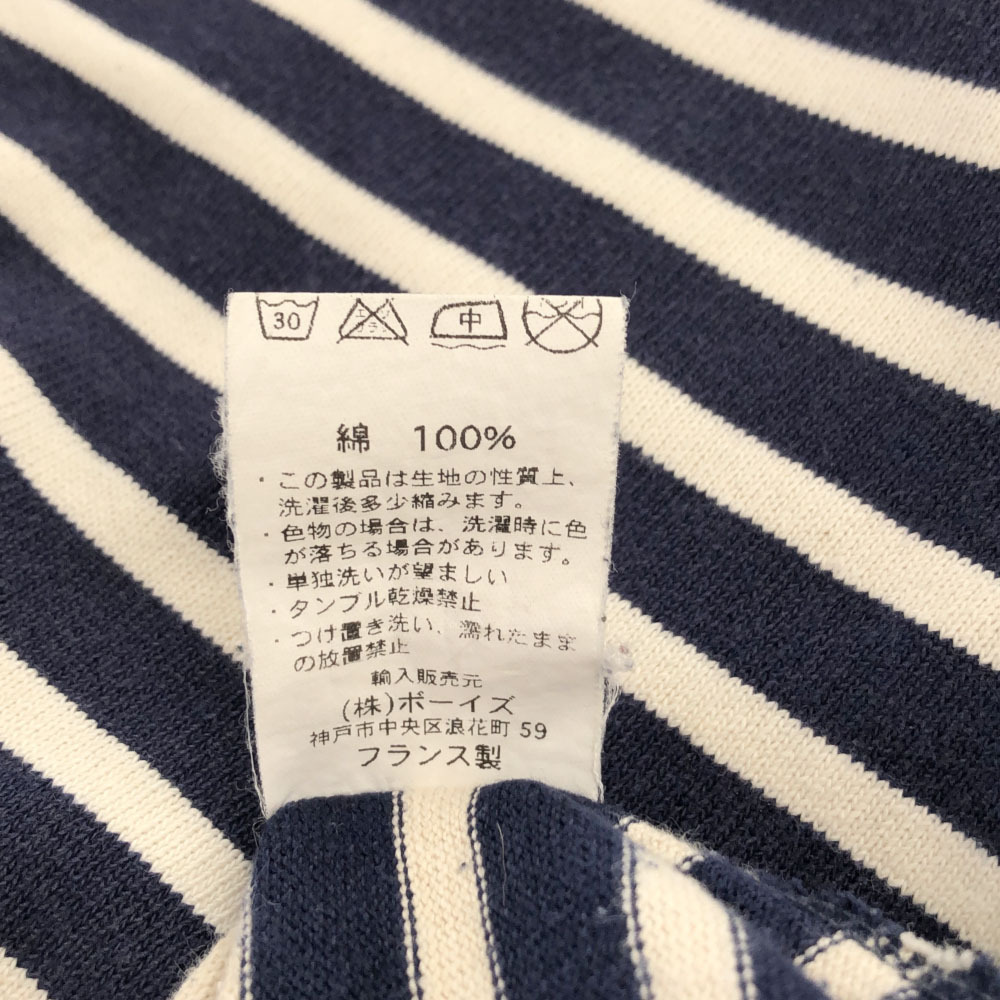 30 中
綿 100%
・この製品は生地の性質上、
洗濯後多少縮みます。
・色物の場合は、洗濯時に色
が落ちる場合があります。
・単独洗いが望ましい
・タンブル乾燥禁止
・つけ置き洗い、濡れたまま
の放置禁止
輸入販売元
(株)ボーイズ
神戸市中央区浪花町 59
フランス製